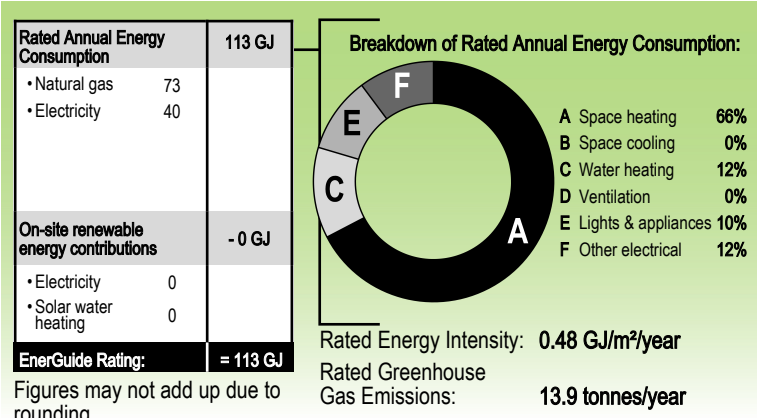 Rated Annual Energy
Consumption
113 GJ
• Natural gas 73
• Electricity 40
On-site renewable
energy contributions
- 0 GJ
• Electricity 0
• Solar water
heating 0
EnerGuide Rating: = 113 GJ
Figures may not add up due to
rounding
Breakdown of Rated Annual Energy Consumption:
F
E
C
A
A Space heating 66%
B Space cooling 0%
C Water heating 12%
D Ventilation 0%
E Lights & appliances 10%
F Other electrical 12%
Rated Energy Intensity: 0.48 GJ/m²/year
Rated Greenhouse
Gas Emissions: 13.9 tonnes/year